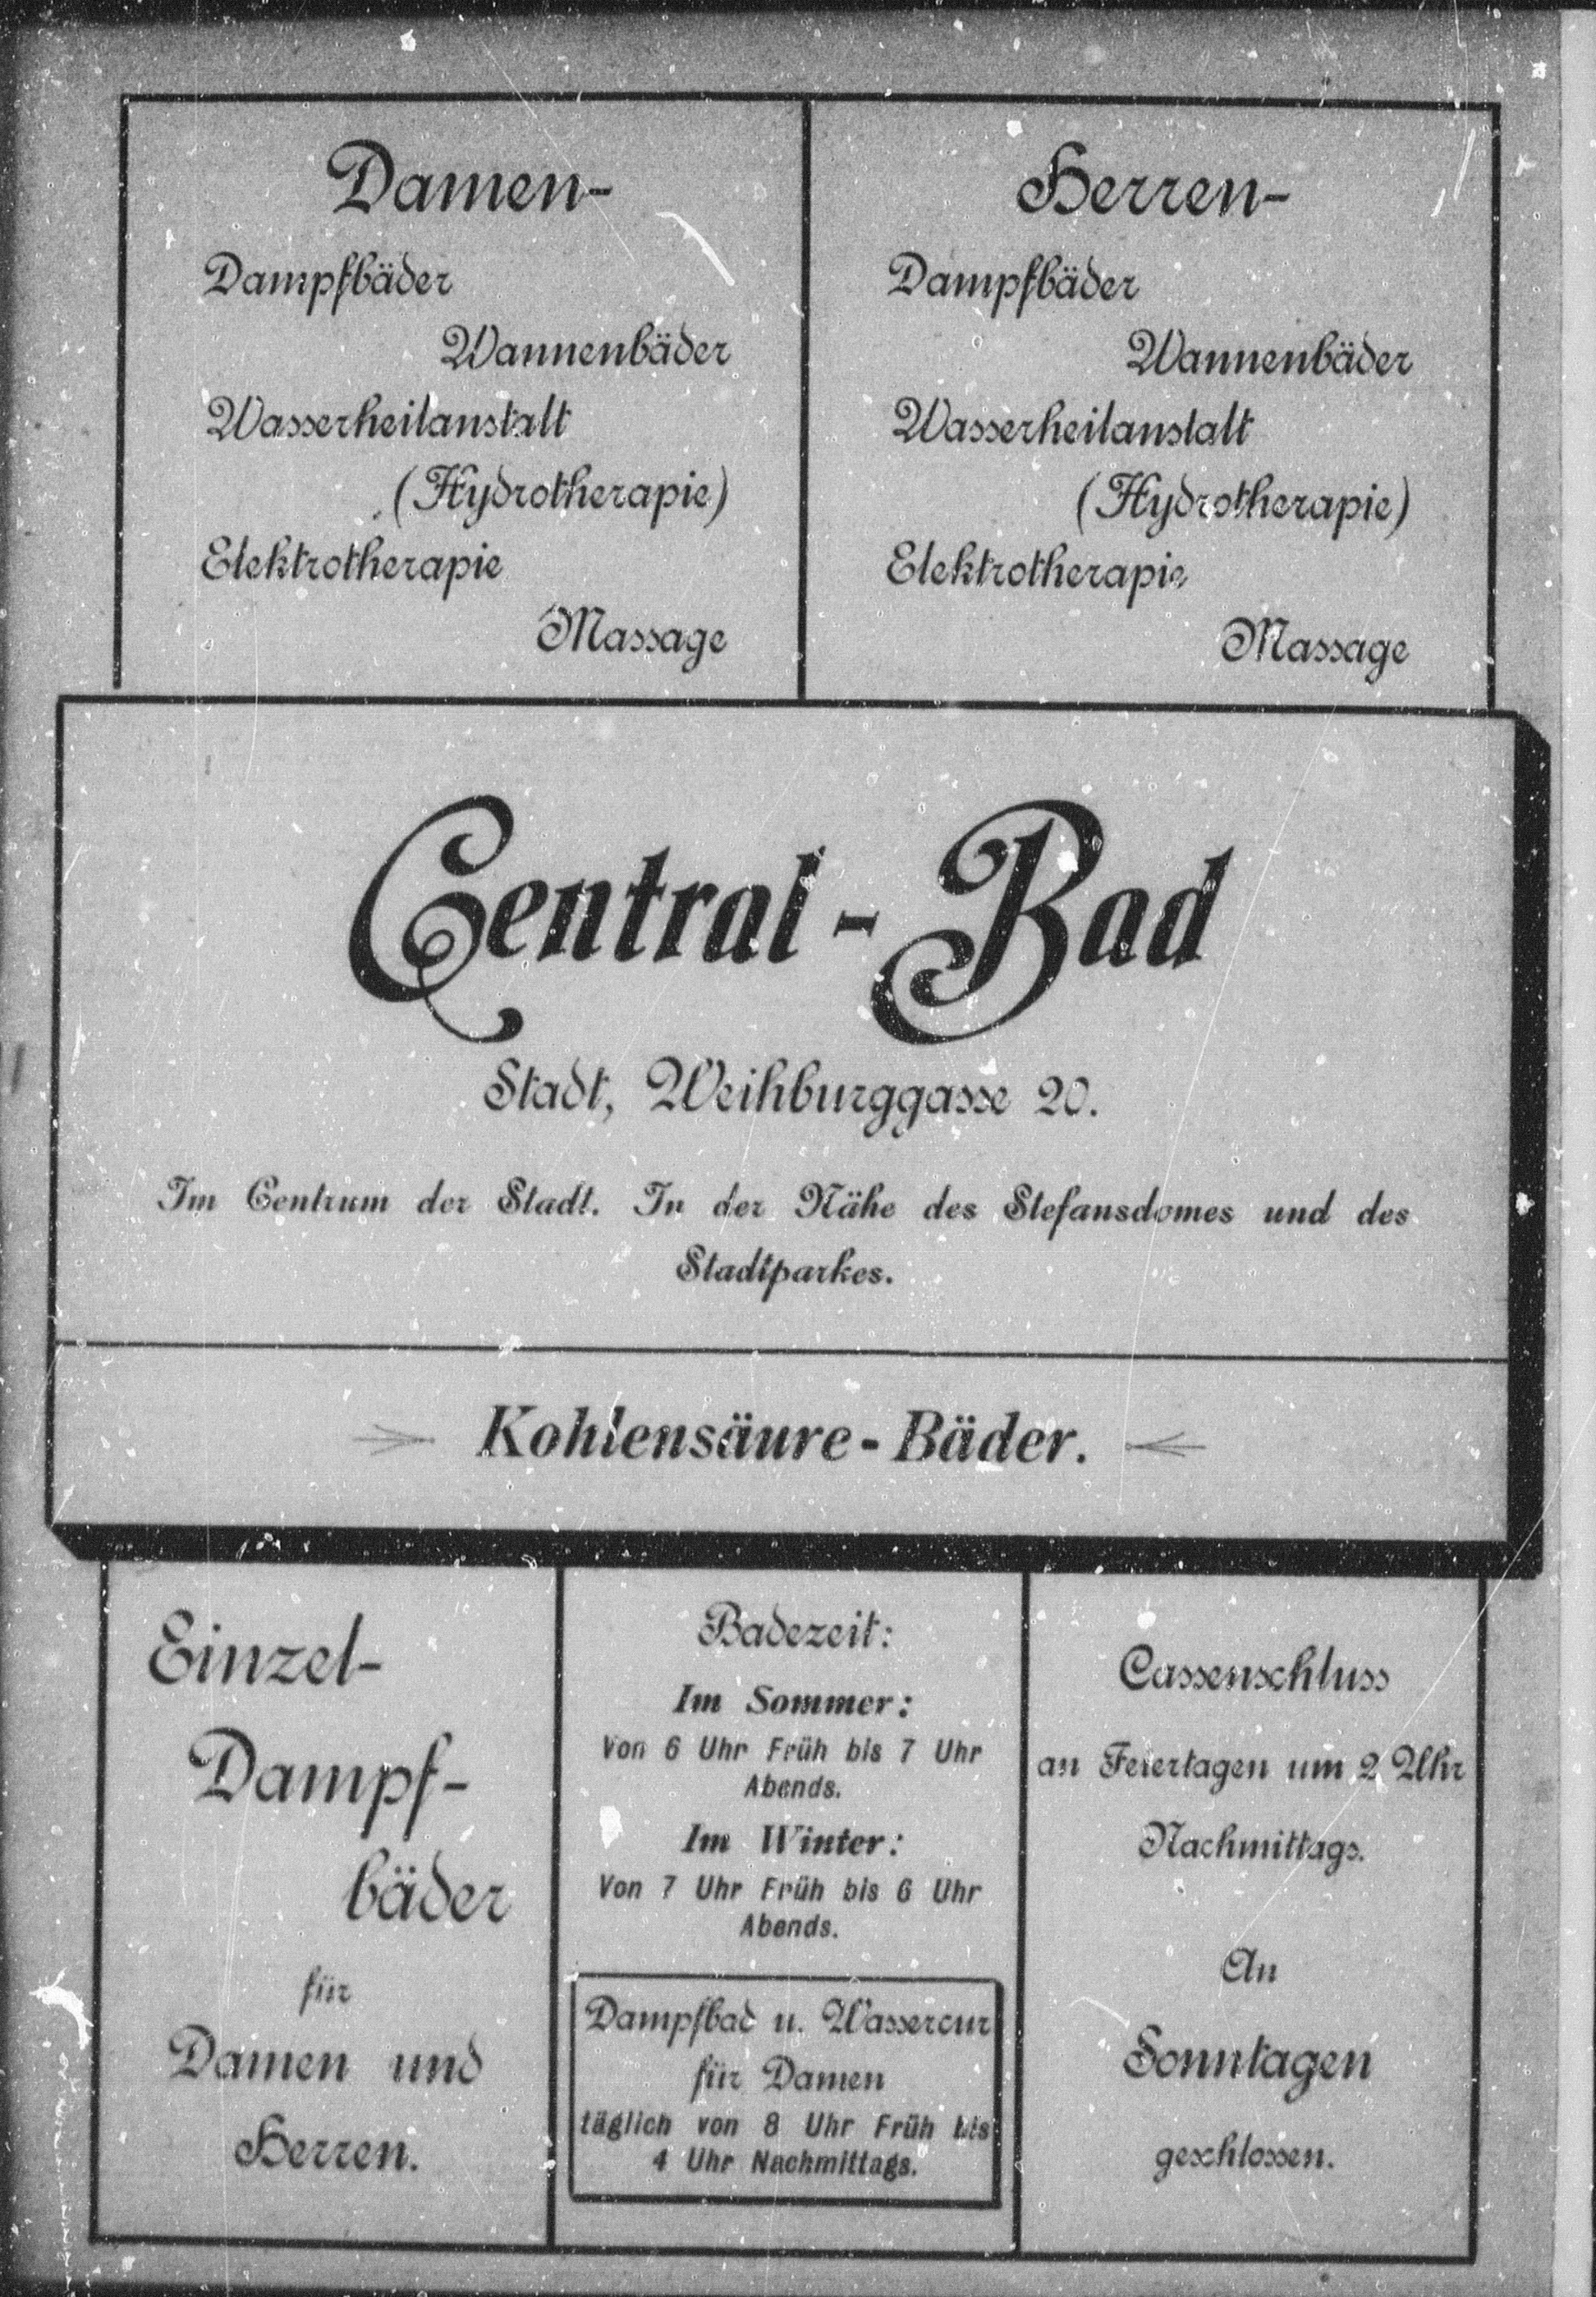 Damen-
Dampfbäder
Wannenbäder
Wasserheilanstalt
(Hydrotherapie)
Elektrotherapie
Massage
Herren-
Dampfbäder
Wannenbäder
Wasserheilanstalt
(Hydrotherapie)
Elektrotherapie
Massage
Central-Bad
Stadt, Weihburggasse 20.
Im Centrum der Stadt. In der Nähe des Stefansdomes und des
Stadtparkes.
Kohlensäure-Bäder.
Einzel-
Dampf-
bäder
für
Damen und
Herren.
Badezeit:
Im Sommer:
Von 6 Uhr Früh bis 7 Uhr
Abends.
Im Winter:
Von 7 Uhr Früh bis 6 Uhr
Abends.
Dampfbad u. Wassercur
für Damen
täglich von 8 Uhr Früh bis
4 Uhr Nachmittags.
Cassenschluss
an Feiertagen um 2 Uhr
Nachmittags.
An
Sonntagen
geschlossen.